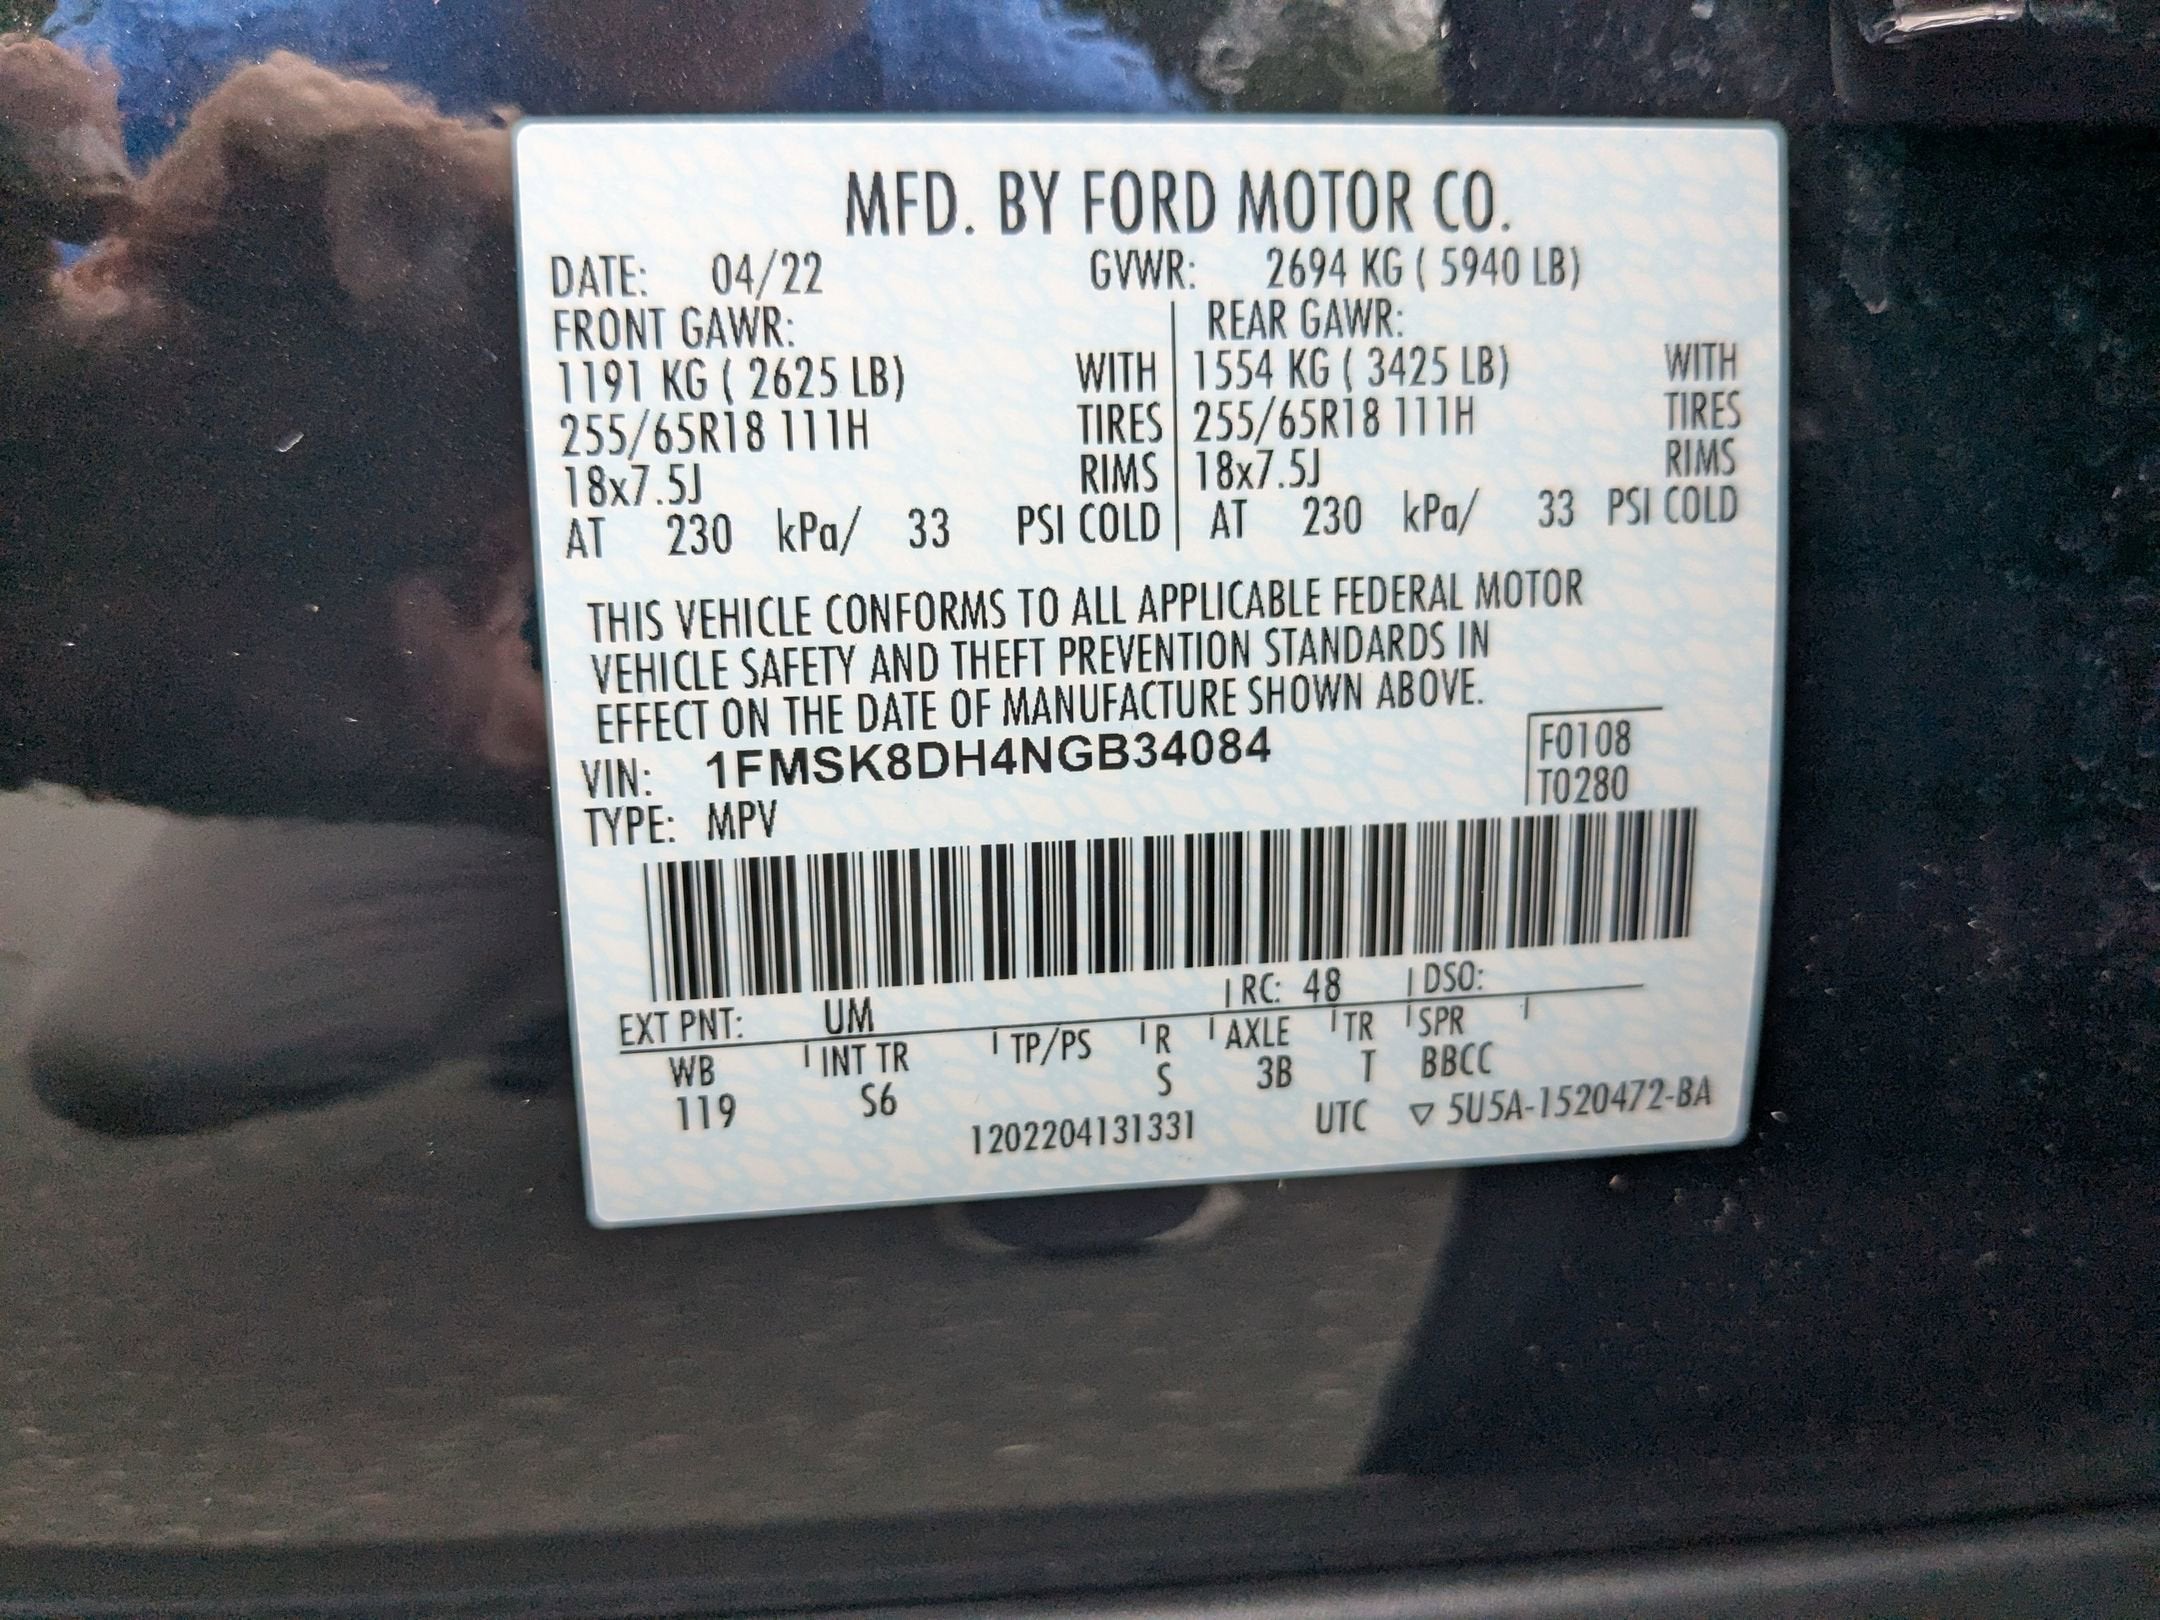 MFD. BY FORD MOTOR CO.
DATE: 04/22 GVWR: 2694 KG ( 5940 LB)
FRONT GAWR: REAR GAWR:
1191 KG ( 2625 LB) WITH 1554 KG ( 3425 LB) WITH
255/65R18 111H TIRES 255/65R18 111H TIRES
18x7.5J RIMS 18x7.5J RIMS
AT 230 kPa/ 33 PSI COLD AT 230 kPa/ 33 PSI COLD
THIS VEHICLE CONFORMS TO ALL APPLICABLE FEDERAL MOTOR
VEHICLE SAFETY AND THEFT PREVENTION STANDARDS IN
EFFECT ON THE DATE OF MANUFACTURE SHOWN ABOVE.
VIN: 1FMSK8DH4NGB34084 F0108
TYPE: MPV T0280
EXT PNT: UM RC: 48 DSO:
WB INT TR TP/PS R AXLE TR SPR
119 S6 S 3B T BBCC
1202204131331 UTC ▽ 5U5A-1520472-BA